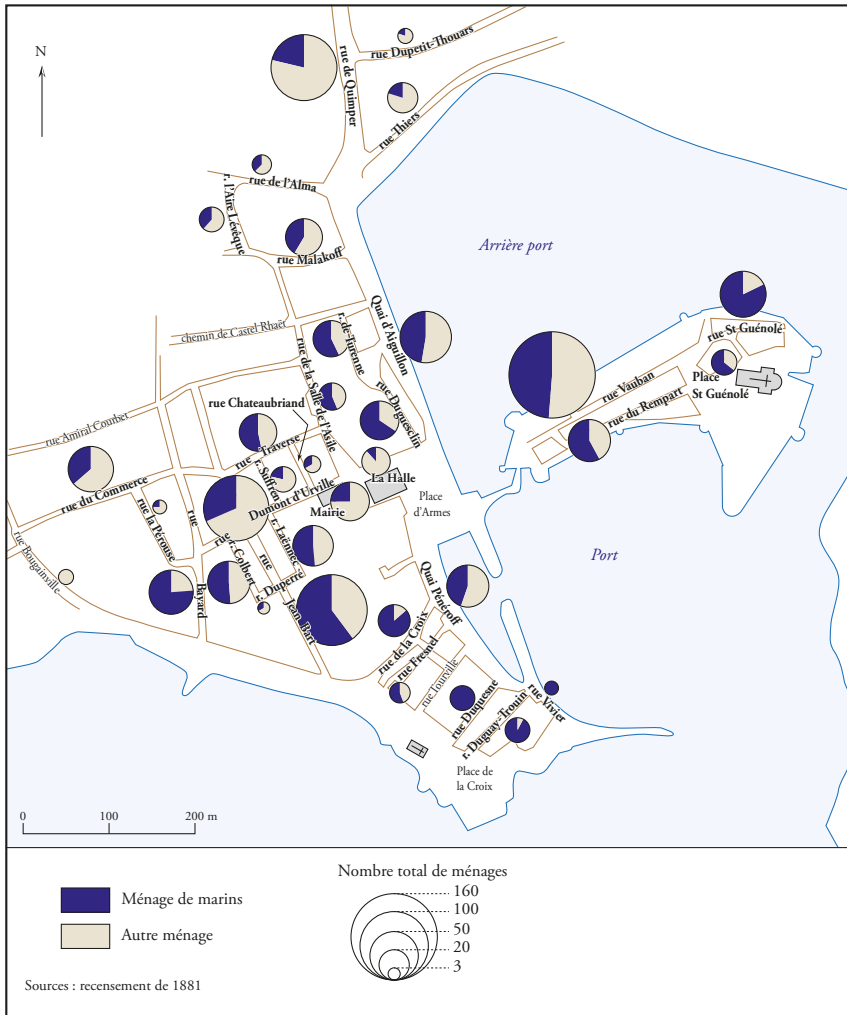 N
rue Dupetit-Thouars
rue de Quimper
rue Thiers
rue de l'Alma
r. l'Aire Lévêque
rue Malakoff
Arrière port
chemin de Castel Rhaët
r. de Turenne
Quai d'Aiguillon
rue St Guénolé
Place
St Guénolé
rue Vauban
rue du Rempart
rue de la Salle de l'Asile
rue Duguesclin
rue Chateaubriand
rue Amiral Courbet
rue Traverse
r. Suffren
La Halle
rue du Commerce
Dumont d'Urville
Mairie
Place
d'Armes
rue la Pérouse
rue
Bayard
rue
r. Colbert
r. Laënnec
rue
Jean Bart
r. Duperré
rue Bougainville
Port
Quai Pénéroff
rue de la Croix
rue Fresnel
rue Tourville
rue Duquesne
r. Duguay-Trouin
rue Vivier
Place de
la Croix
0 100 200 m
Ménage de marins
Autre ménage
Nombre total de ménages
160
100
50
20
3
Sources : recensement de 1881